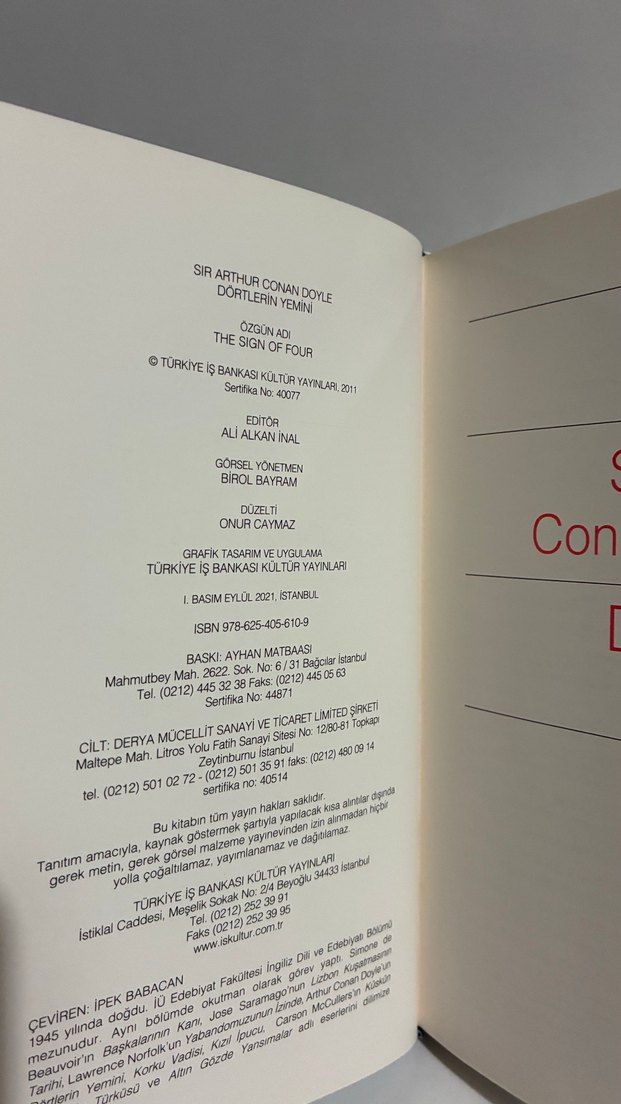 SIR ARTHUR CONAN DOYLE
DÖRTLERİN YEMİNİ
ÖZGÜN ADI
THE SIGN OF FOUR
© TÜRKİYE İŞ BANKASI KÜLTÜR YAYINLARI, 2011
Sertifika No: 40077
EDİTÖR
ALİ ALKAN İNAL
GÖRSEL YÖNETMEN
BİROL BAYRAM
DÜZELTİ
ONUR CAYMAZ
GRAFİK TASARIM VE UYGULAMA
TÜRKİYE İŞ BANKASI KÜLTÜR YAYINLARI
I. BASIM EYLÜL 2021, İSTANBUL
ISBN 978-625-405-610-9
BASKI: AYHAN MATBAASI
Mahmutbey Mah. 2622. Sok. No: 6 / 31 Bağcılar İstanbul
Tel. (0212) 445 32 38 Faks: (0212) 445 05 63
Sertifika No: 44871
CİLT: DERYA MÜCELLİT SANAYİ VE TİCARET LİMİTED ŞİRKETİ
Maltepe Mah. Litros Yolu Fatih Sanayi Sitesi No: 12/80-81 Topkapı
Zeytinburnu İstanbul
tel. (0212) 501 02 72 - (0212) 501 35 91 faks: (0212) 480 09 14
sertifika no: 40514
Bu kitabın tüm yayın hakları saklıdır.
Tanıtım amacıyla, kaynak göstermek şartıyla yapılacak kısa alıntılar dışında
gerek metin, gerek görsel malzeme yayınevinden izin alınmadan hiçbir
yolla çoğaltılamaz, yayımlanamaz ve dağıtılamaz.
TÜRKİYE İŞ BANKASI KÜLTÜR YAYINLARI
İstiklal Caddesi, Meşelik Sokak No: 2/4 Beyoğlu 34433 İstanbul
Tel. (0212) 252 39 91
Faks (0212) 252 39 95
www.iskultur.com.tr
ÇEVİREN: İPEK BABACAN
1945 yılında doğdu. İÜ Edebiyat Fakültesi İngiliz Dili ve Edebiyatı Bölümü
mezunudur. Aynı bölümde okutman olarak görev yaptı. Simone de
Beauvoir'ın Başkalarının Kanı, Jose Saramago'nun Lizbon Kuşatmasının
Tarihi, Lawrence Norfolk'un Yabandomuzunun İzinde, Arthur Conan Doyle'un
Dörtlerin Yemini, Korku Vadisi, Kızıl İpucu, Carson McCullers'ın Küskün
Türküsü ve Altın Gözde Yansımalar adlı eserlerini dilimize
S
Con
D